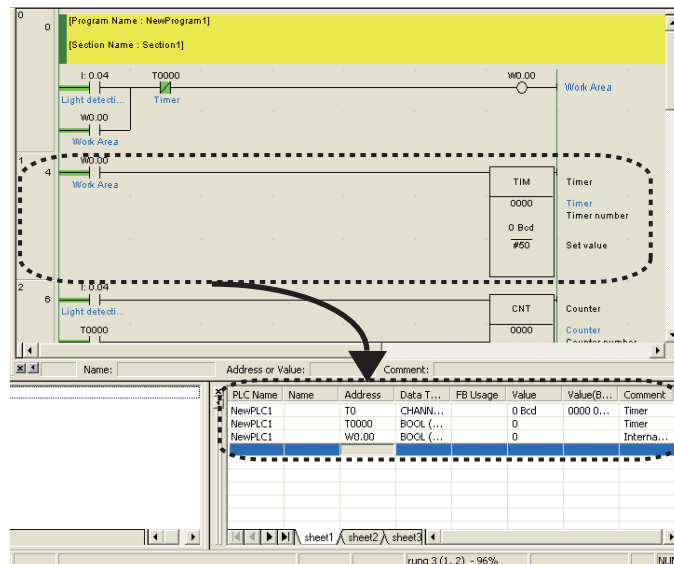 0
0
[Program Name : NewProgram1]
[Section Name : Section1]
I: 0.04 T0000 W0.00
Light detecti... Timer Work Area
W0.00
Work Area
1
4
W0.00
Work Area
TIM Timer
0000 Timer
Timer number
0 Bcd
#50 Set value
2
6
I: 0.04
Light detecti...
CNT Counter
T0000 0000 Counter
Counter number
Name: Address or Value: Comment:
PLC Name Name Address Data T... FB Usage Value Value(B... Comment
NewPLC1 T0 CHANN... 0 Bcd 0000 0... Timer
NewPLC1 T0000 BOOL (... 0 Timer
NewPLC1 W0.00 BOOL (... 0 Interna...
sheet1 sheet2 sheet3
rung 3 (1, 2) - 96% NUM